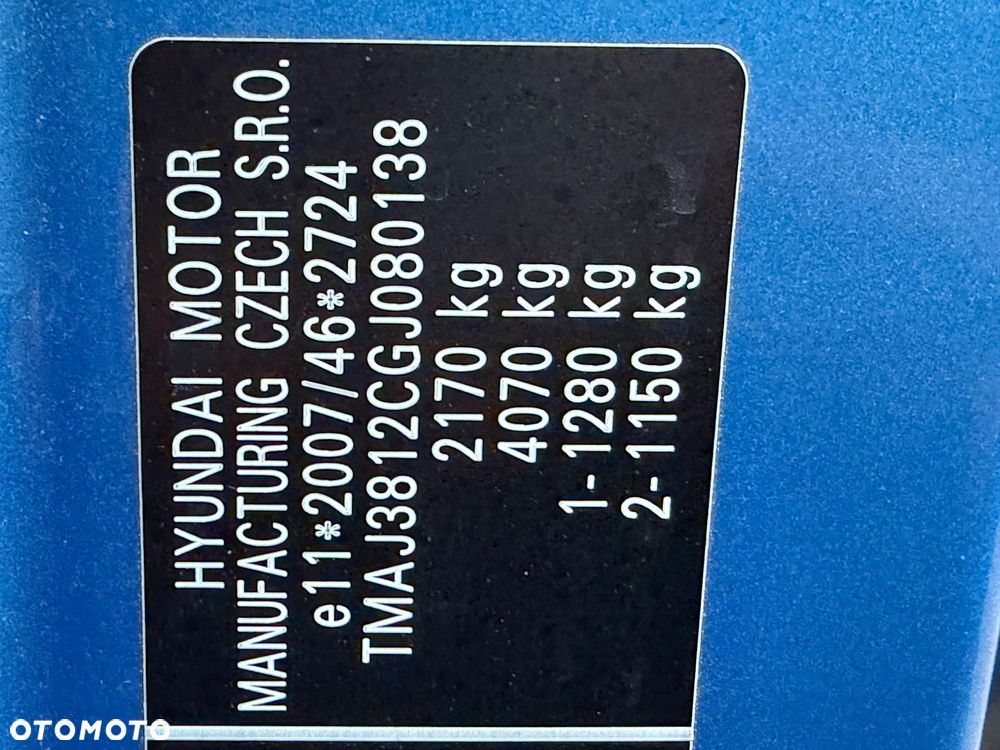 HYUNDAI MOTOR
MANUFACTURING CZECH S.R.O.
e11*2007/46*2724
TMAJ3812CGJ080138
2170 kg
4070 kg
1- 1280 kg
2- 1150 kg
OTOMOTO